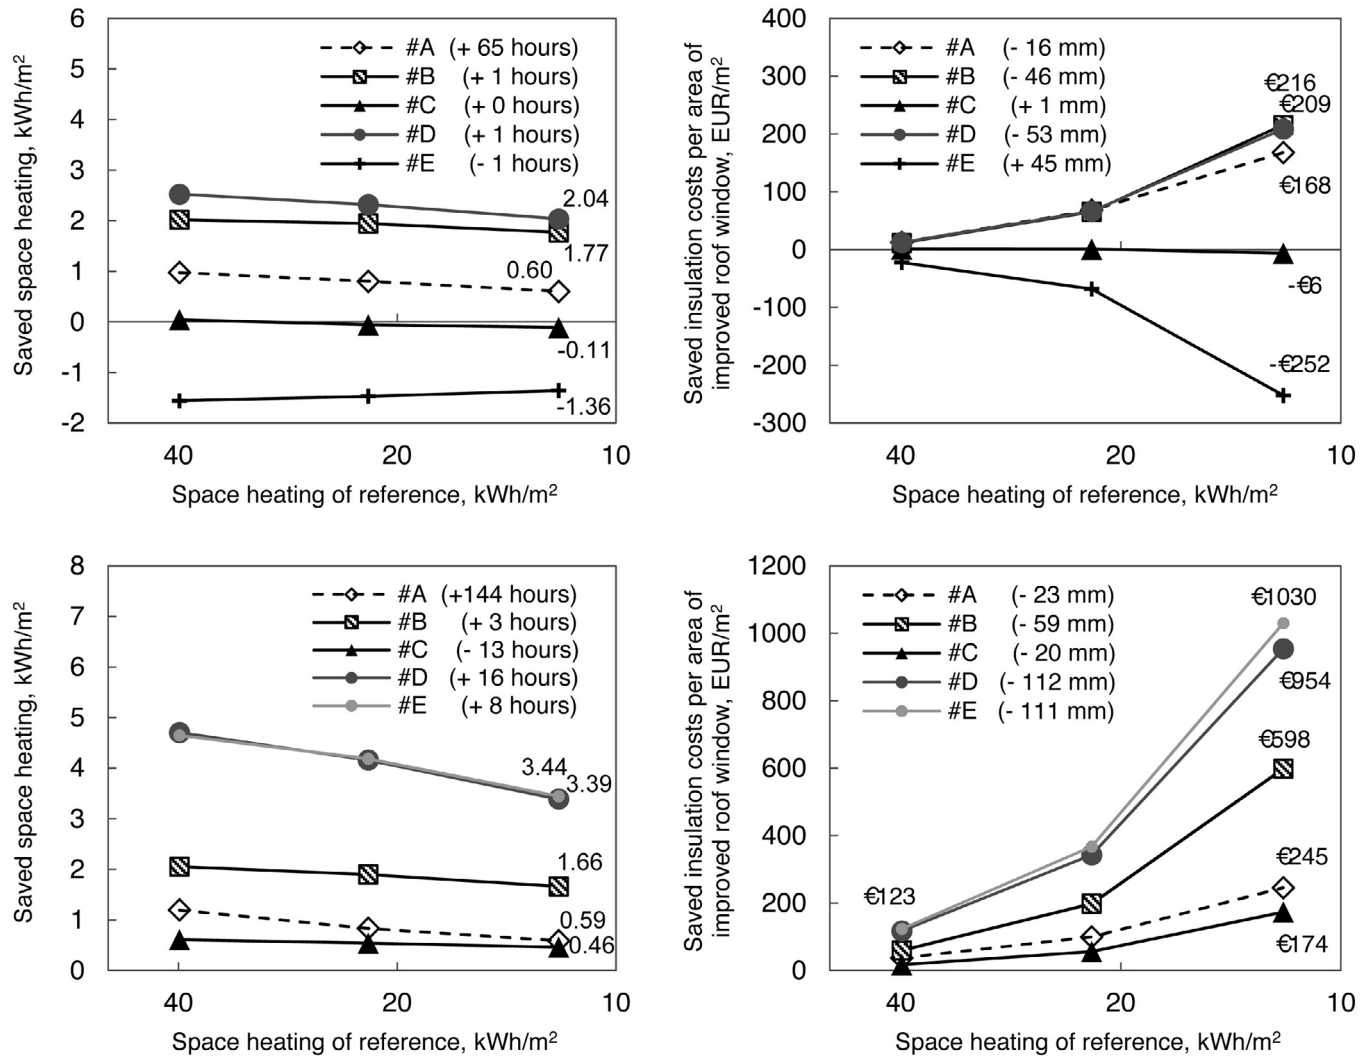 Saved space heating, kWh/m²
6
5
4
3
2
1
0
-1
-2
#A (+ 65 hours)
#B (+ 1 hours)
#C (+ 0 hours)
#D (+ 1 hours)
#E (- 1 hours)
2.04
1.77
0.60
-0.11
-1.36
40 20 10
Space heating of reference, kWh/m²
Saved insulation costs per area of
improved roof window, EUR/m²
400
300
200
100
0
-100
-200
-300
#A (- 16 mm)
#B (- 46 mm)
#C (+ 1 mm)
#D (- 53 mm)
#E (+ 45 mm)
€216
€209
€168
-€6
-€252
40 20 10
Space heating of reference, kWh/m²
Saved space heating, kWh/m²
8
7
6
5
4
3
2
1
0
#A (+144 hours)
#B (+ 3 hours)
#C (- 13 hours)
#D (+ 16 hours)
#E (+ 8 hours)
3.44
3.39
1.66
0.59
0.46
40 20 10
Space heating of reference, kWh/m²
Saved insulation costs per area of
improved roof window, EUR/m²
1200
1000
800
600
400
200
0
#A (- 23 mm)
#B (- 59 mm)
#C (- 20 mm)
#D (- 112 mm)
#E (- 111 mm)
€1030
€954
€598
€245
€174
€123
40 20 10
Space heating of reference, kWh/m²